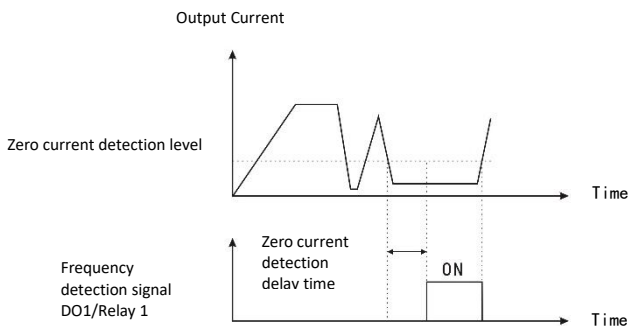 Output Current
Zero current detection level
Time
Zero current
detection
delay time
Frequency
detection signal
DO1/Relay 1
ON
Time